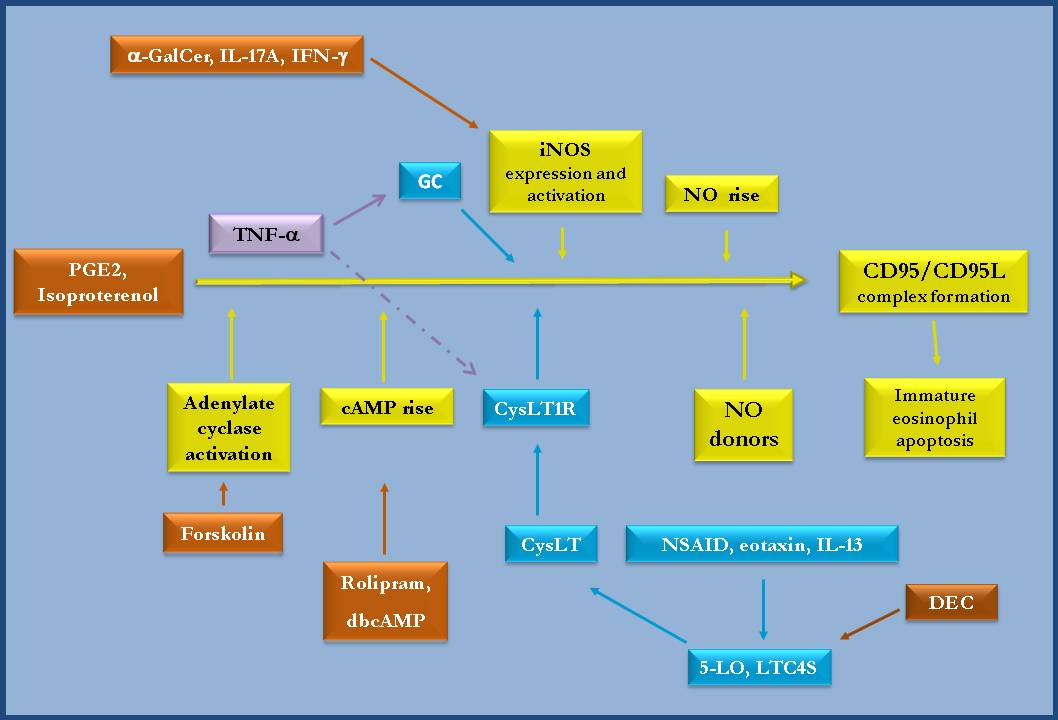 α-GalCer, IL-17A, IFN-γ
iNOS
expression and
activation
GC
NO rise
TNF-α
PGE2,
Isoproterenol
CD95/CD95L
complex formation
Adenylate
cyclase
activation
cAMP rise
CysLT1R
NO
donors
Immature
eosinophil
apoptosis
Forskolin
CysLT
NSAID, eotaxin, IL-13
Rolipram,
dbcAMP
DEC
5-LO, LTC4S